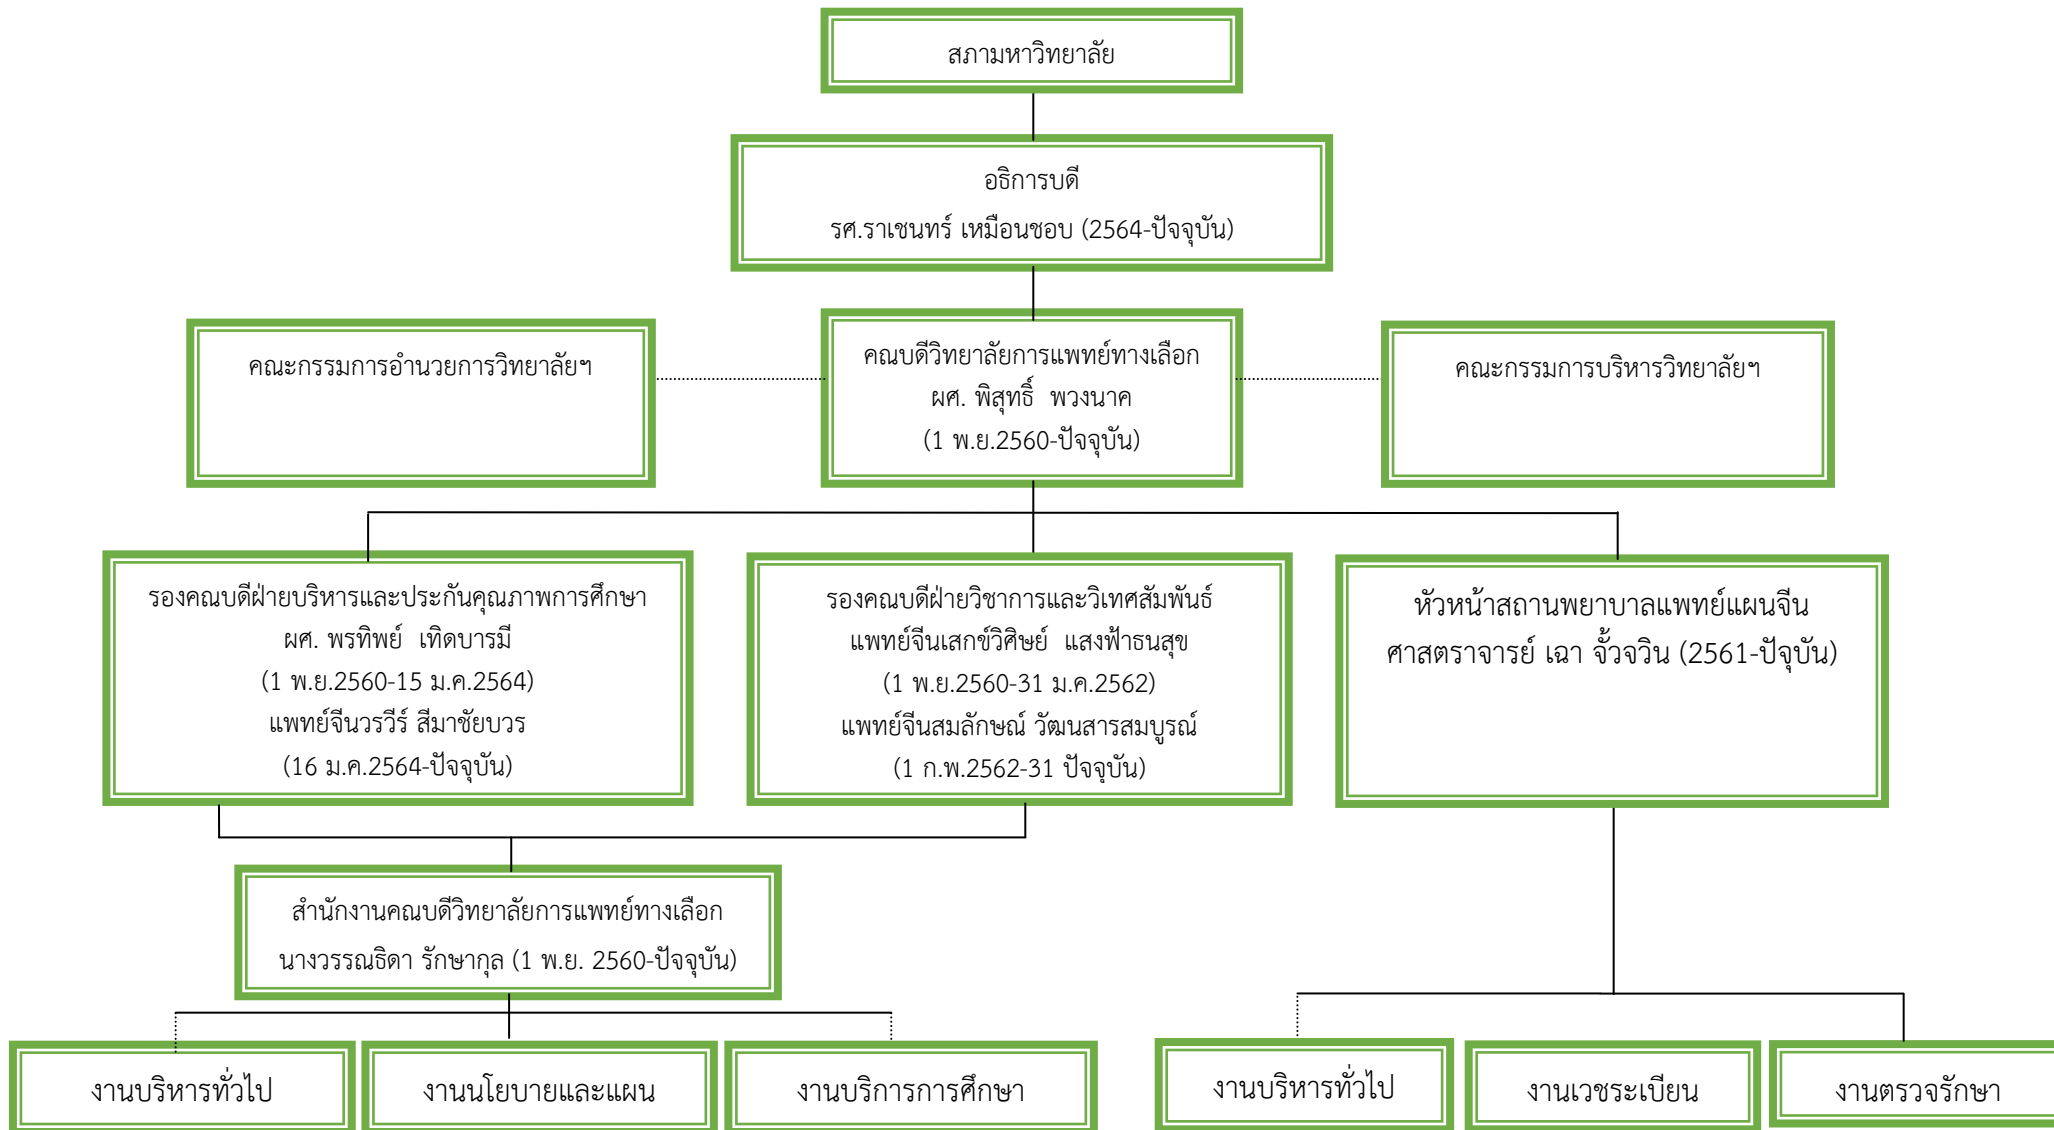 สภามหาวิทยาลัย
อธิการบดี
รศ.ราเชนทร์ เหมือนชอบ (2564-ปัจจุบัน)
คณะกรรมการอำนวยการวิทยาลัยฯ
คณบดีวิทยาลัยการแพทย์ทางเลือก
ผศ. พิสุทธิ์ พวงนาค
(1 พ.ย.2560-ปัจจุบัน)
คณะกรรมการบริหารวิทยาลัยฯ
รองคณบดีฝ่ายบริหารและประกันคุณภาพการศึกษา
ผศ. พรทิพย์ เทิดบารมี
(1 พ.ย.2560-15 ม.ค.2564)
แพทย์จีนวรวีร์ สีมาชัยบวร
(16 ม.ค.2564-ปัจจุบัน)
รองคณบดีฝ่ายวิชาการและวิเทศสัมพันธ์
แพทย์จีนเสกข์วิศิษย์ แสงฟ้าธนสุข
(1 พ.ย.2560-31 ม.ค.2562)
แพทย์จีนสมลักษณ์ วัฒนสารสมบูรณ์
(1 ก.พ.2562-31 ปัจจุบัน)
หัวหน้าสถานพยาบาลแพทย์แผนจีน
ศาสตราจารย์ เฉา จั้วจวิน (2561-ปัจุบัน)
สำนักงานคณบดีวิทยาลัยการแพทย์ทางเลือก
นางวรรณธิดา รักษากุล (1 พ.ย. 2560-ปัจจุบัน)
งานบริหารทั่วไป
งานนโยบายและแผน
งานบริการการศึกษา
งานบริหารทั่วไป
งานเวชระเบียน
งานตรวจรักษา